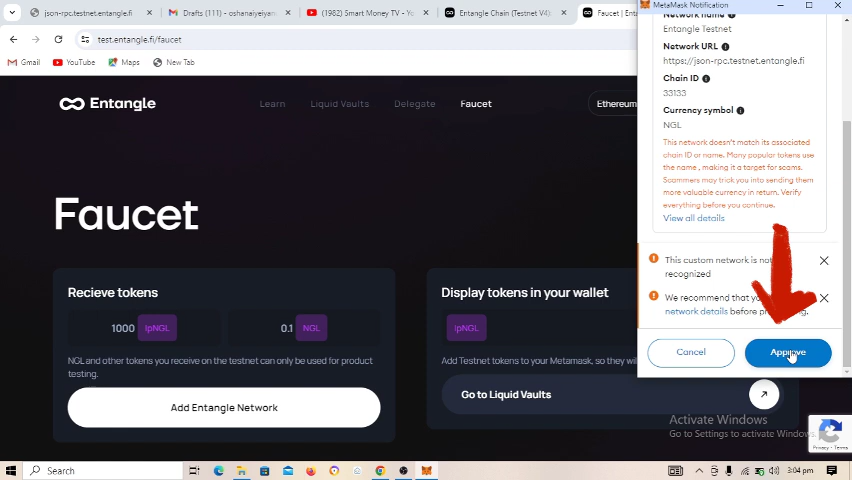 json-rpc.testnet.entangle.fi/
Drafts (111) - oshanaiyeiyam
(1982) Smart Money TV - Yo
Entangle Chain (Testnet V4):
Faucet | Ent
test.entangle.fi/faucet
Gmail
YouTube
Maps
New Tab
MetaMask Notification
Network name
Entangle Testnet
Network URL
https://json-rpc.testnet.entangle.fi
Chain ID
33133
Currency symbol
NGL
This network doesn't match its associated
chain ID or name. Many popular tokens use
the name , making it a target for scams.
Scammers may trick you into sending them
more valuable currency in return. Verify
everything before you continue.
View all details
This custom network is not
recognized
We recommend that you
network details before
Cancel
Approve
Entangle
Learn
Liquid Vaults
Delegate
Faucet
Ethereum
Faucet
Recieve tokens
1000 lpNGL
0.1 NGL
NGL and other tokens you receive on the testnet can only be used for product
testing.
Add Entangle Network
Display tokens in your wallet
lpNGL
Add Testnet tokens to your Metamask, so they wil
Go to Liquid Vaults
Activate Windows
Go to Settings to activate Windows.
Privacy - Terms
Search
3:04 pm